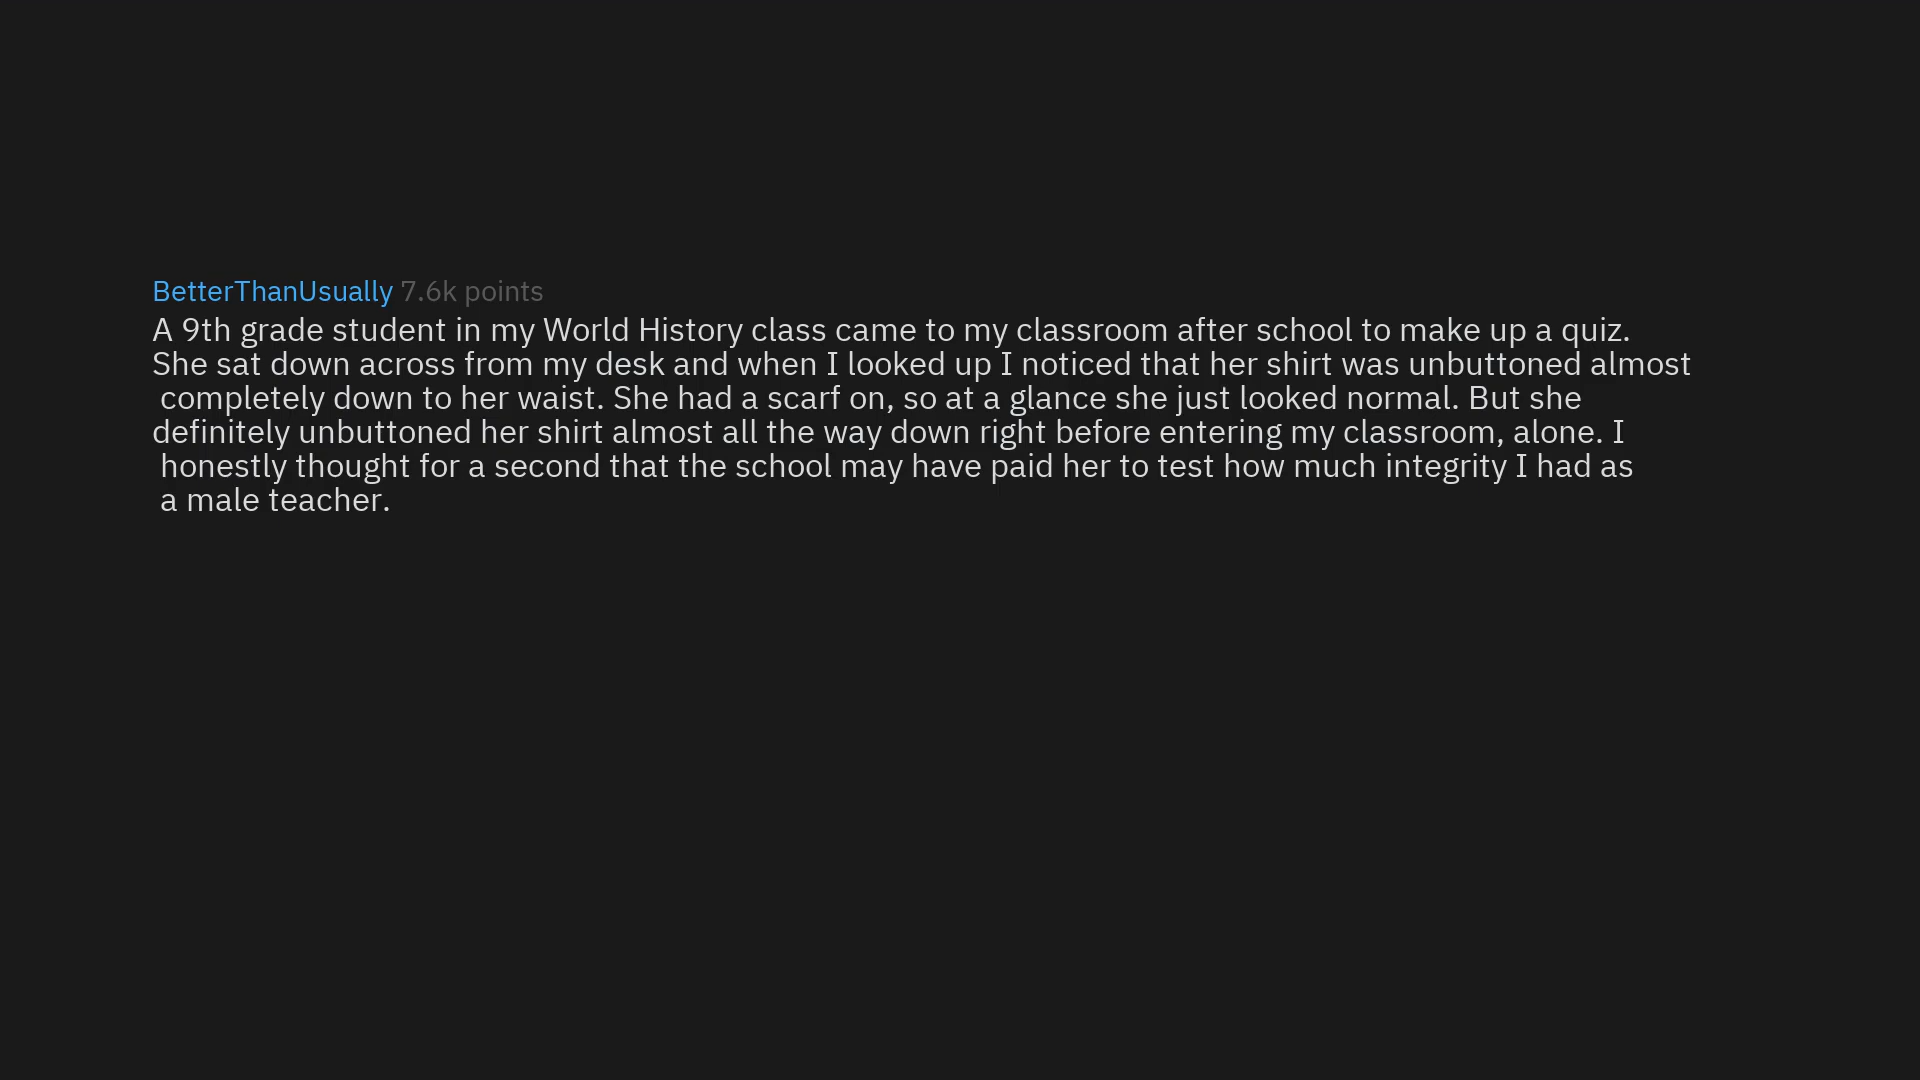 BetterThanUsually 7.6k points
A 9th grade student in my World History class came to my classroom after school to make up a quiz.
She sat down across from my desk and when I looked up I noticed that her shirt was unbuttoned almost
completely down to her waist. She had a scarf on, so at a glance she just looked normal. But she
definitely unbuttoned her shirt almost all the way down right before entering my classroom, alone. I
honestly thought for a second that the school may have paid her to test how much integrity I had as
a male teacher.